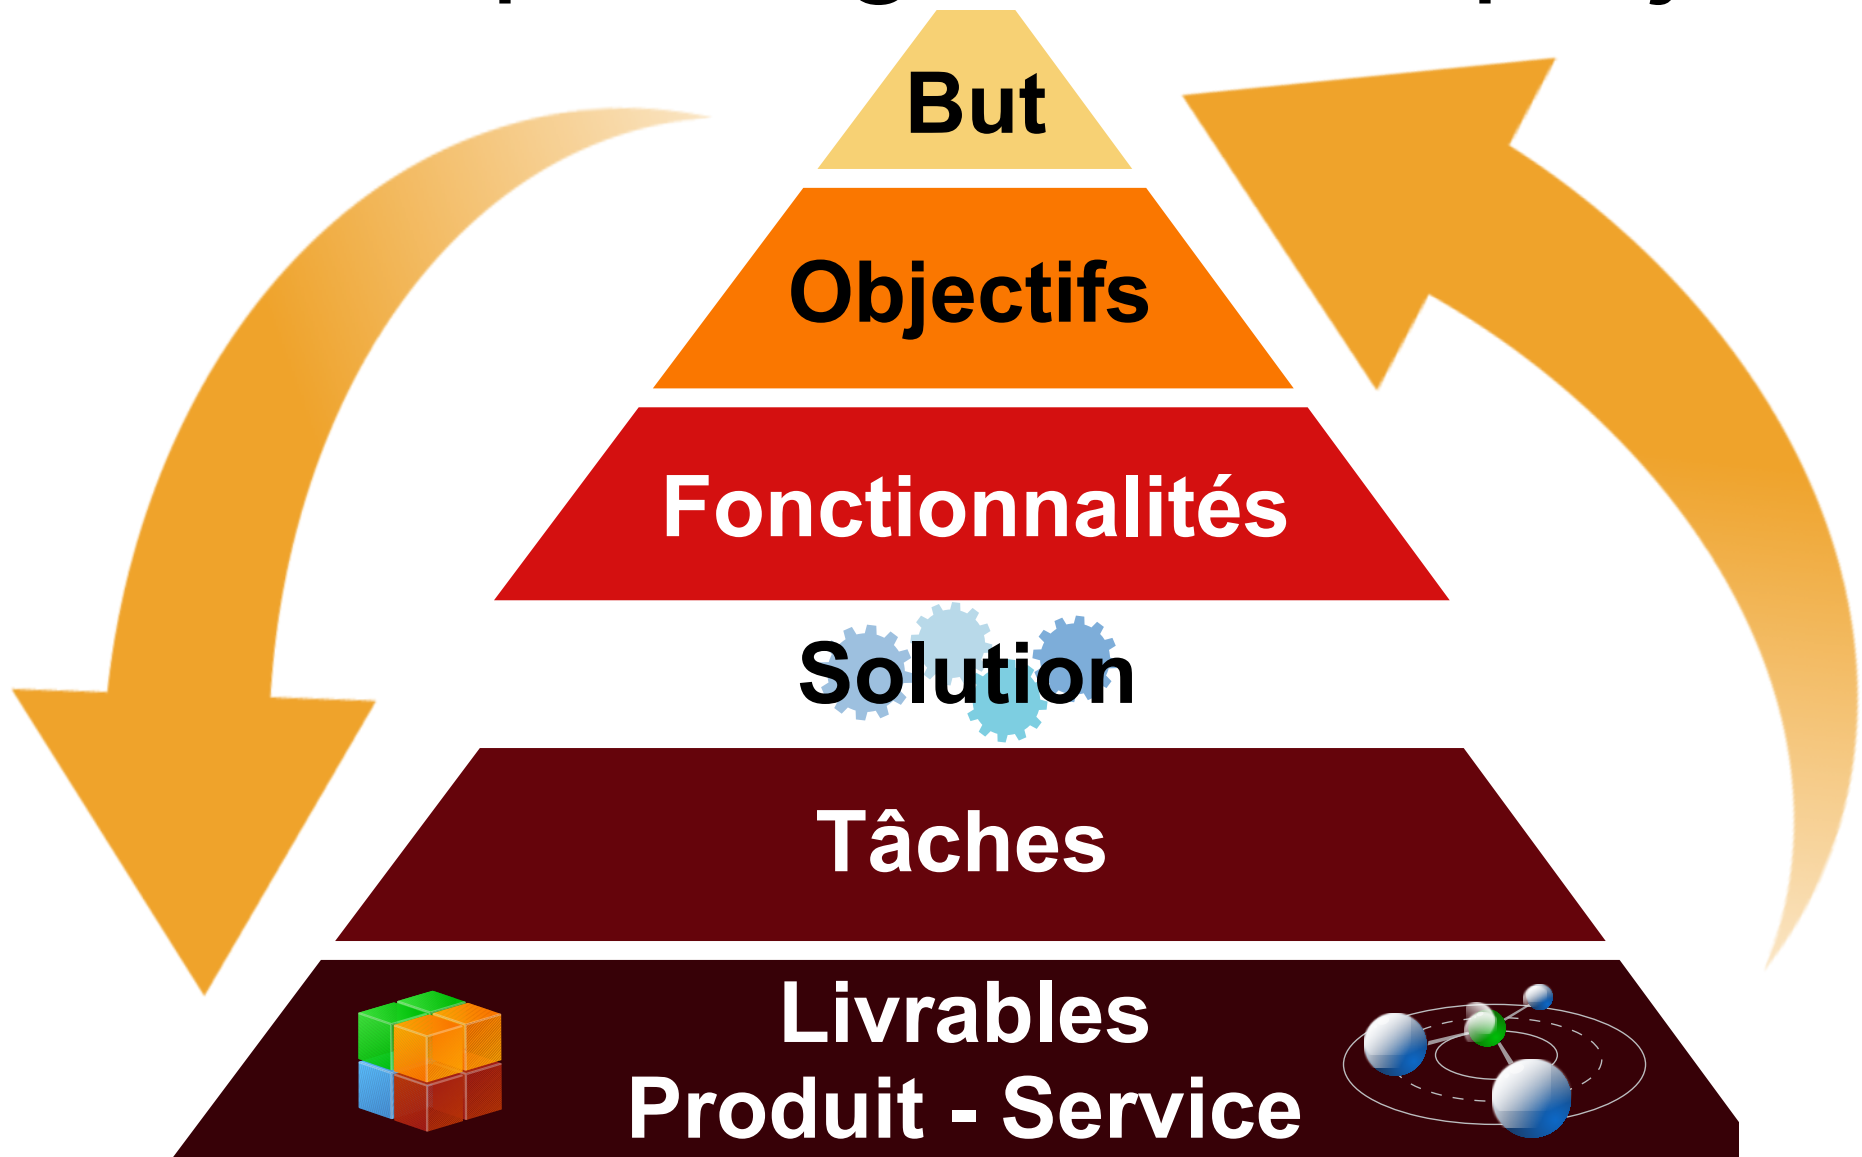 But
Objectifs
Fonctionnalités
Solution
Tâches
Livrables
Produit - Service